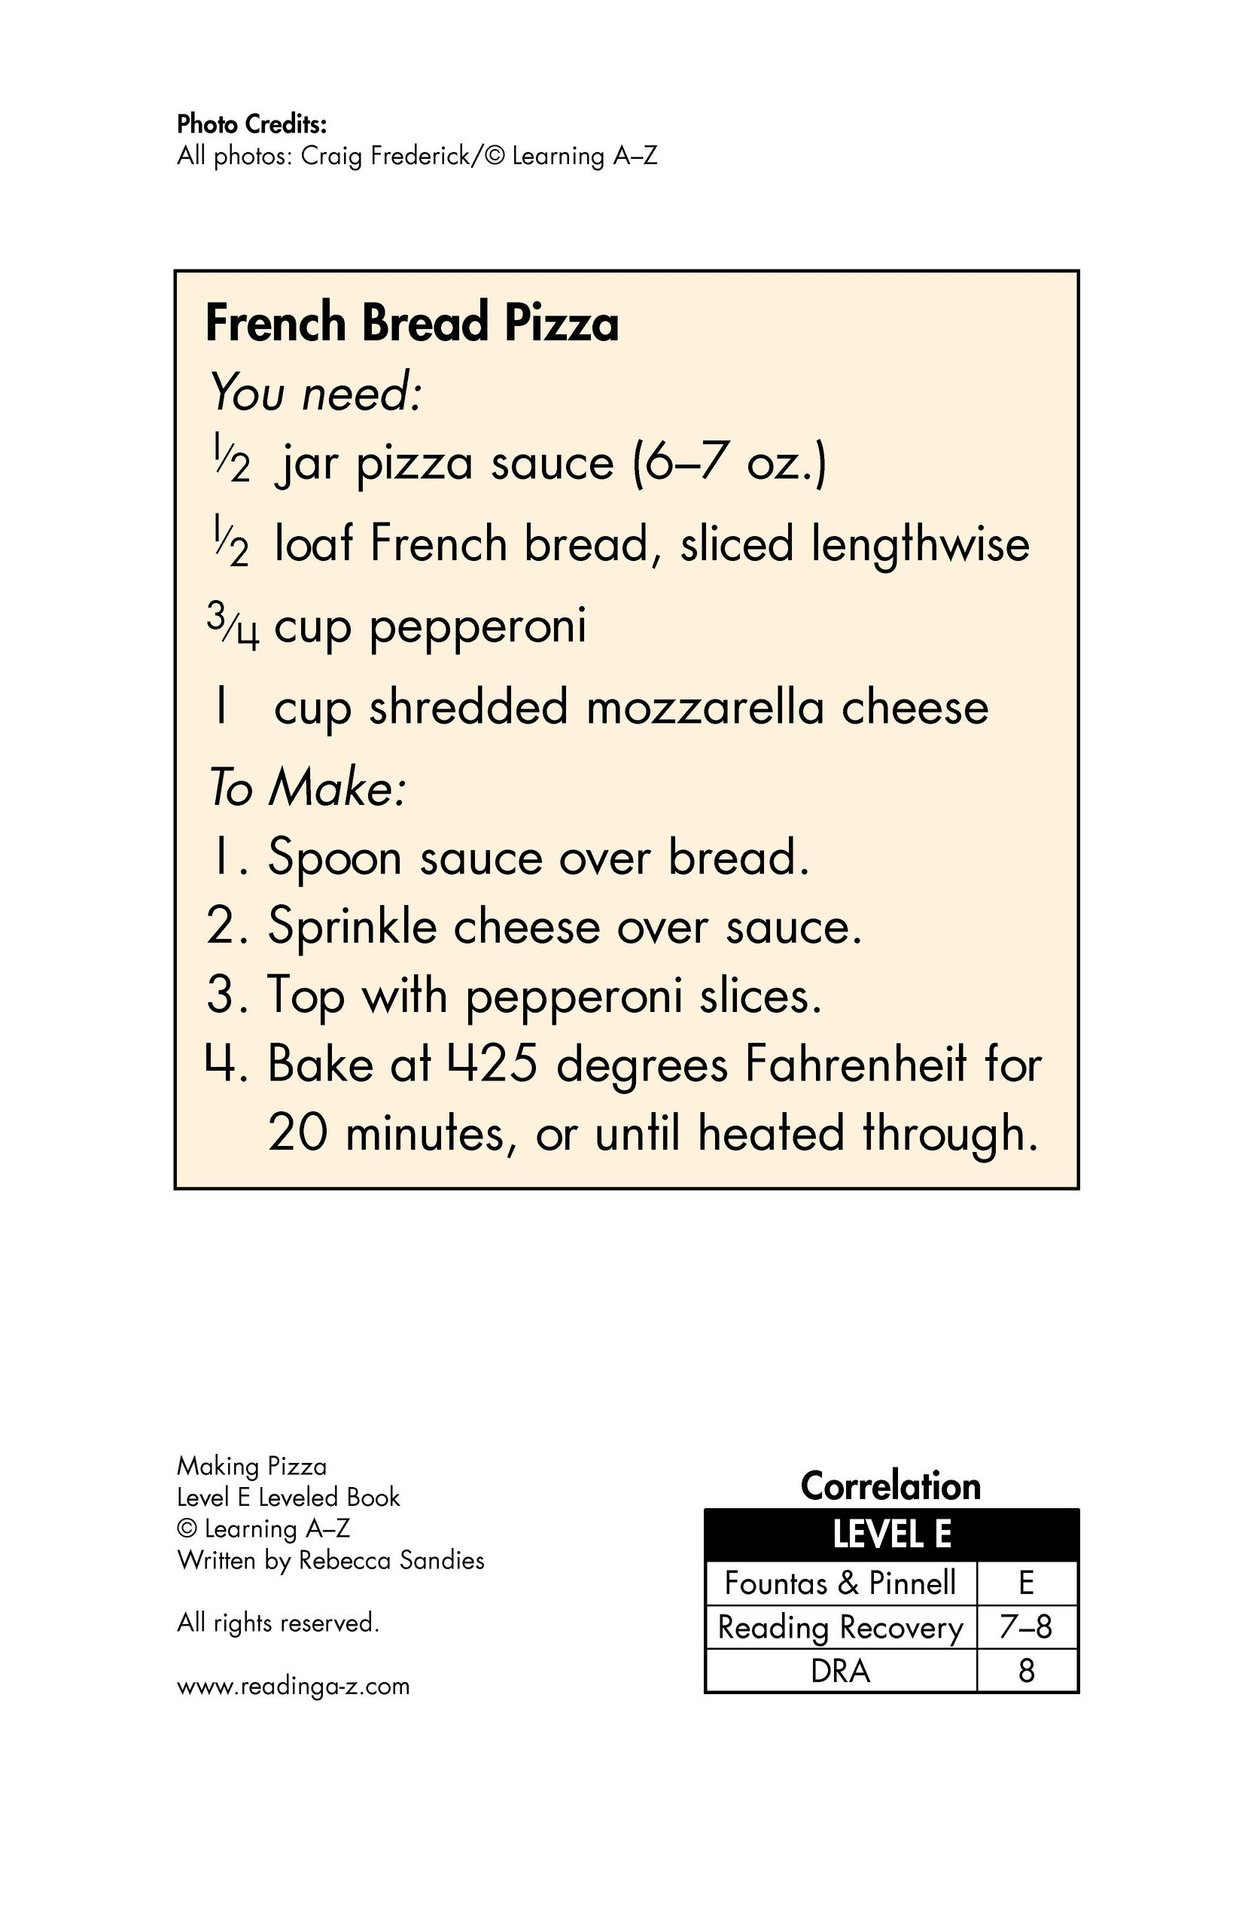 Photo Credits:
All photos: Craig Frederick/© Learning A–Z
French Bread Pizza
You need:
1/2 jar pizza sauce (6–7 oz.)
1/2 loaf French bread, sliced lengthwise
3/4 cup pepperoni
1 cup shredded mozzarella cheese
To Make:
1. Spoon sauce over bread.
2. Sprinkle cheese over sauce.
3. Top with pepperoni slices.
4. Bake at 425 degrees Fahrenheit for
20 minutes, or until heated through.
Making Pizza
Level E Leveled Book
© Learning A–Z
Written by Rebecca Sandies
All rights reserved.
www.readinga-z.com
Correlation
LEVEL E
Fountas & Pinnell E
Reading Recovery 7–8
DRA 8